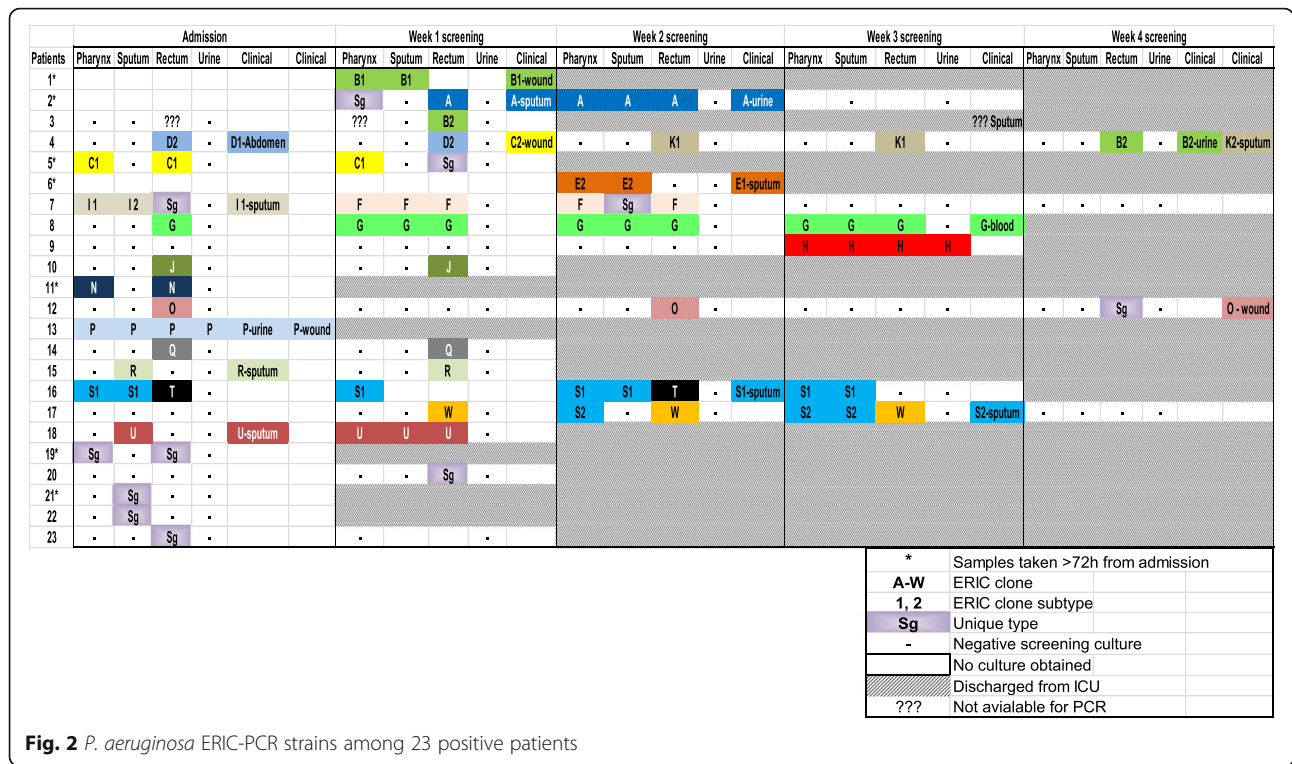 Admission Week 1 screening Week 2 screening Week 3 screening Week 4 screening
Patients Pharynx Sputum Rectum Urine Clinical Clinical Pharynx Sputum Rectum Urine Clinical Pharynx Sputum Rectum Urine Clinical Pharynx Sputum Rectum Urine Clinical Pharynx Sputum Rectum Urine Clinical Clinical
1* B1 B1 B1-wound
2* Sg - A - A-sputum A A A - A-urine - -
3 - - ??? - ??? - B2 - ??? Sputum
4 - - D2 - D1-Abdomen - - D2 - C2-wound - - K1 - - - K1 - - - B2 - B2-urine K2-sputum
5* C1 - C1 - C1 - Sg -
6* E2 E2 - - E1-sputum
7 I 1 I 2 Sg - I 1-sputum F F F - F Sg F - - - - - - - - -
8 - - G - G G G - G G G - G G G - G-blood
9 - - - - - - - - - - - - H H H H
10 - - J - - - J -
11* N - N -
12 - - O - - - - - - - O - - - - - - - Sg - O - wound
13 P P P P P-urine P-wound
14 - - Q - - - Q -
15 - R - - R-sputum - - R -
16 S1 S1 T - S1 S1 S1 T - S1-sputum S1 S1 - -
17 - - - - - - W - S2 - W - S2 S2 W - S2-sputum - - - -
18 - U - - U-sputum U U U -
19* Sg - Sg -
20 - - - - - - Sg -
21* - Sg - -
22 - Sg - -
23 - - Sg - - -
* Samples taken >72h from admission
A-W ERIC clone
1, 2 ERIC clone subtype
Sg Unique type
- Negative screening culture
No culture obtained
Discharged from ICU
??? Not avialable for PCR
Fig. 2 P. aeruginosa ERIC-PCR strains among 23 positive patients